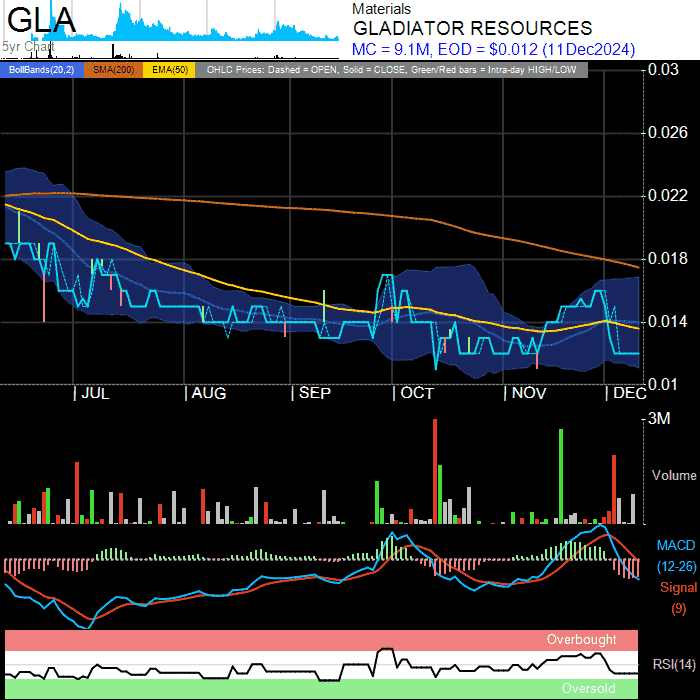 GLA
5yr Chart
Materials
GLADIATOR RESOURCES
MC = 9.1M, EOD = $0.012 (11Dec2024)
BollBands(20,2) SMA(200) EMA(50) OHLC Prices: Dashed = OPEN, Solid = CLOSE, Green/Red bars = Intra-day HIGH/LOW
0.03
0.026
0.022
0.018
0.014
0.01
JUL AUG SEP OCT NOV DEC
3M
Volume
MACD
(12-26)
Signal
(9)
Overbought
RSI(14)
Oversold